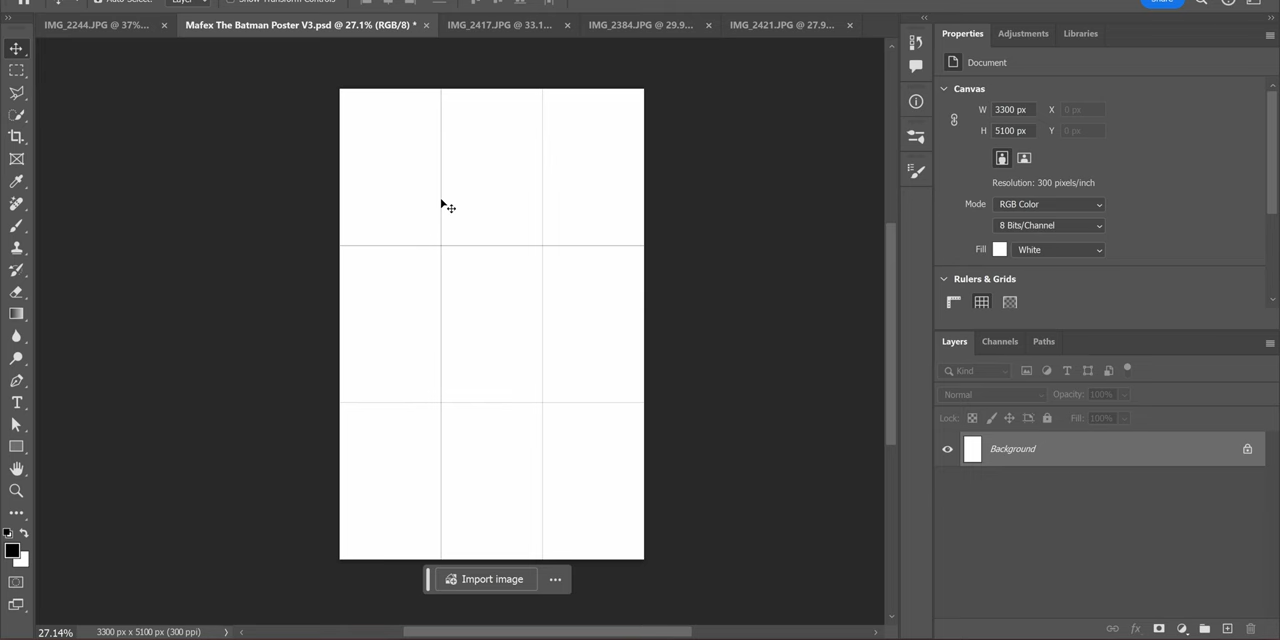 Auto-Select: Layer Show Transform Controls Share
IMG_2244.JPG @ 37%... × Mafex The Batman Poster V3.psd @ 27.1% (RGB/8) * × IMG_2417.JPG @ 33.1... × IMG_2384.JPG @ 29.9... × IMG_2421.JPG @ 27.9... ×
Properties Adjustments Libraries
Document
Canvas
W 3300 px X 0 px
H 5100 px Y 0 px
Resolution: 300 pixels/inch
Mode RGB Color
8 Bits/Channel
Fill White
Rulers & Grids
Layers Channels Paths
Kind
Normal Opacity: 100%
Lock: Fill: 100%
Background
Import image
27.14% 3300 px x 5100 px (300 ppi)